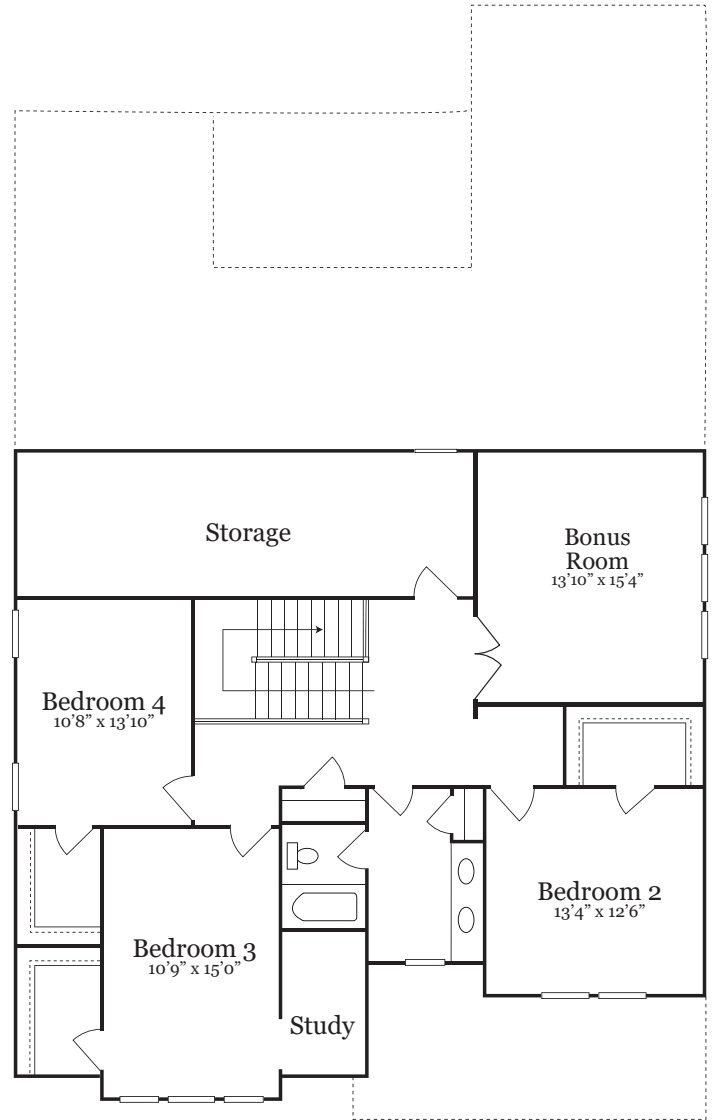 Storage
Bonus
Room
13’10” x 15’4”
Bedroom 4
10’8” x 13’10”
Bedroom 2
13’4” x 12’6”
Bedroom 3
10’9” x 15’0”
Study